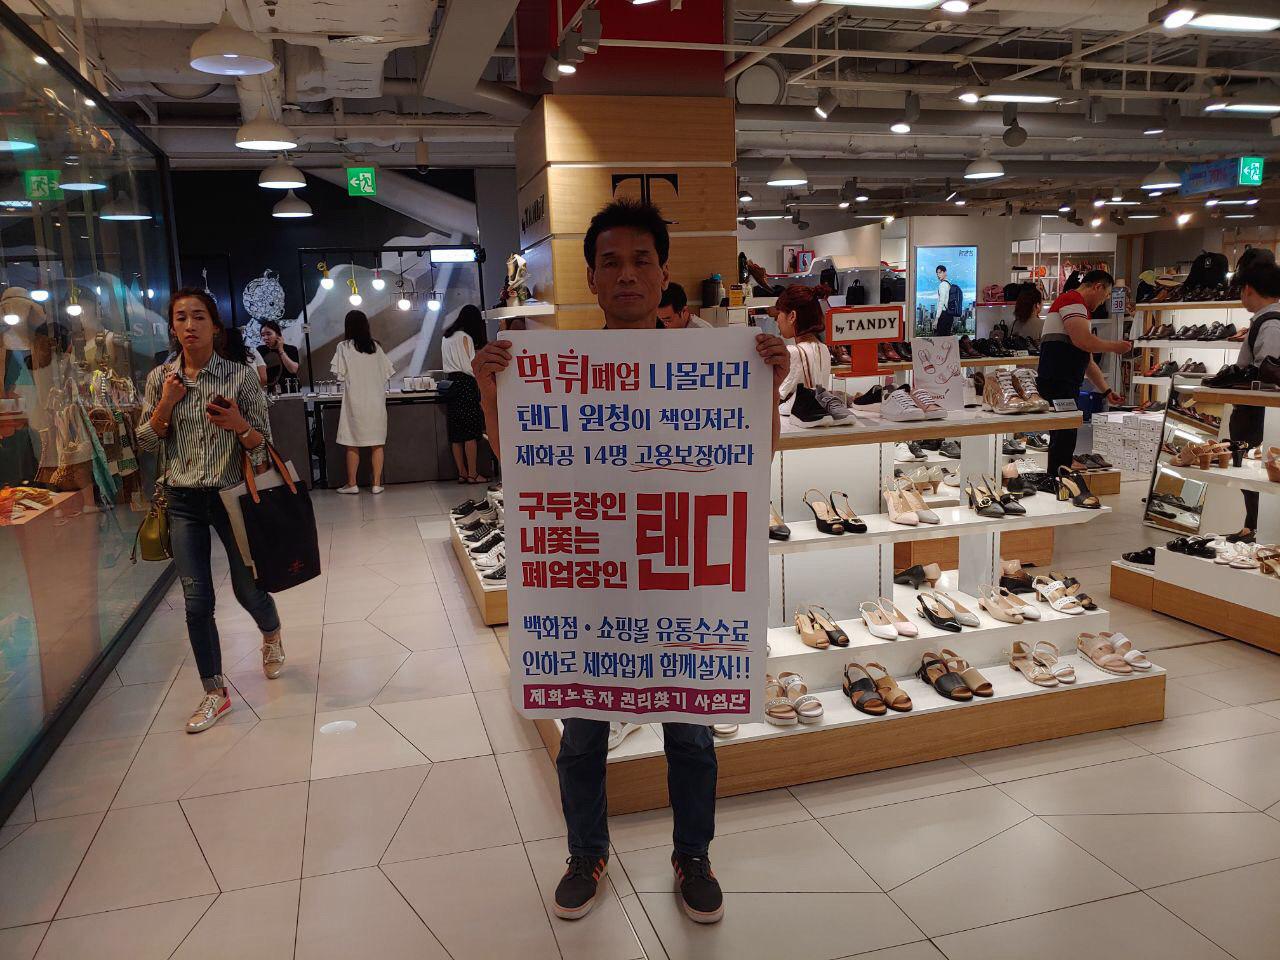 먹튀폐업 나몰라라
탠디 원청이 책임져라.
제화공 14명 고용보장하라
구두장인
내쫓는
폐업장인
탠디
백화점·쇼핑몰 유통수수료
인하로 제화업계 함께살자!!
제화노동자 권리찾기 사업단
by TANDY
T